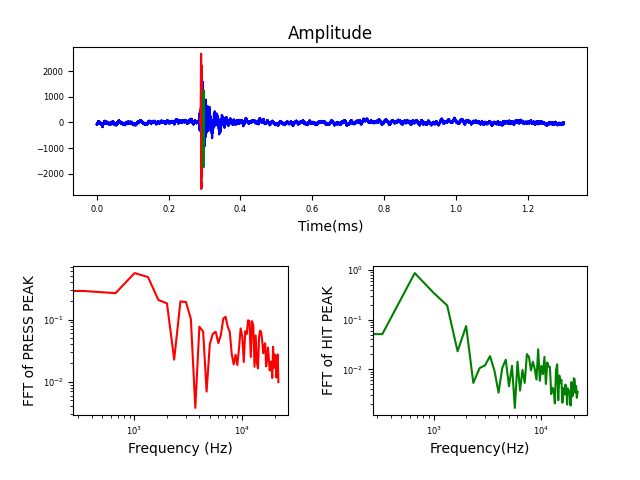 Amplitude
2000
1000
0
−1000
−2000
0.0 0.2 0.4 0.6 0.8 1.0 1.2
Time(ms)
FFT of PRESS PEAK
10⁻¹
10⁻²
10³ 10⁴
Frequency (Hz)
FFT of HIT PEAK
10⁰
10⁻¹
10⁻²
10³ 10⁴
Frequency(Hz)